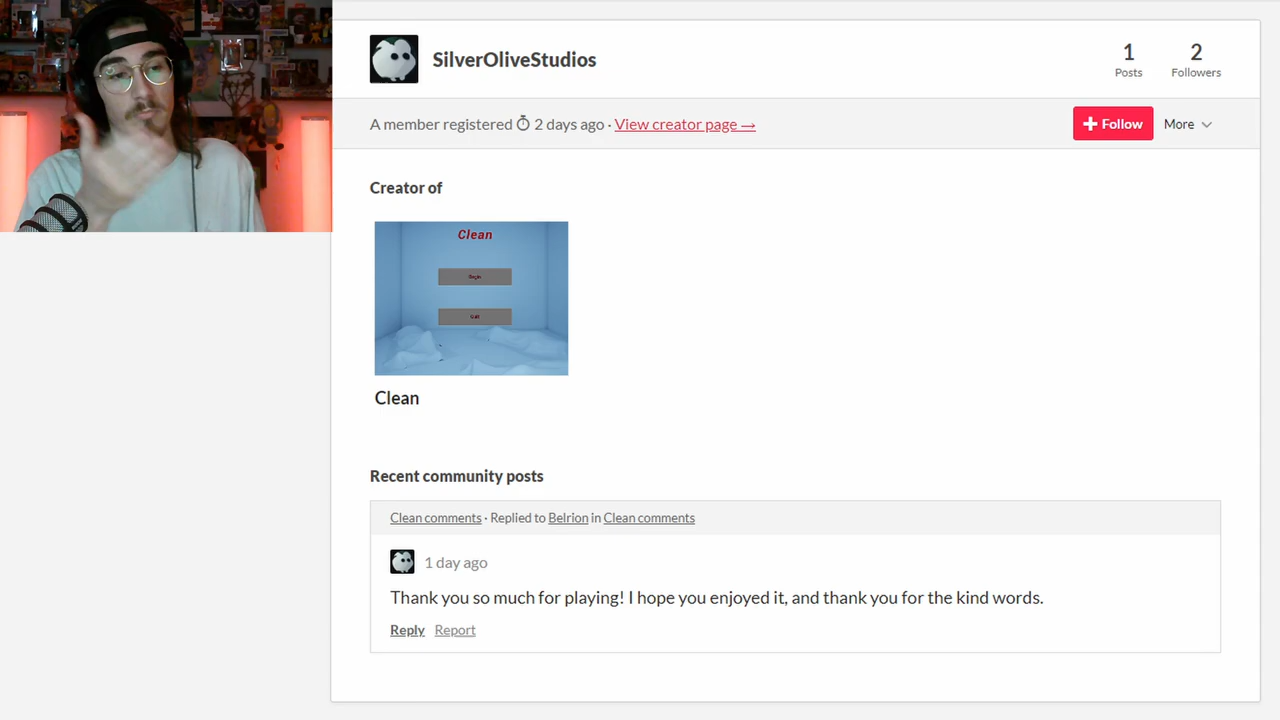 SilverOliveStudios
1
Posts
2
Followers
A member registered 2 days ago · View creator page →
Follow
More
Creator of
Clean
Begin
Quit
Clean
Recent community posts
Clean comments · Replied to Belrion in Clean comments
1 day ago
Thank you so much for playing! I hope you enjoyed it, and thank you for the kind words.
Reply Report